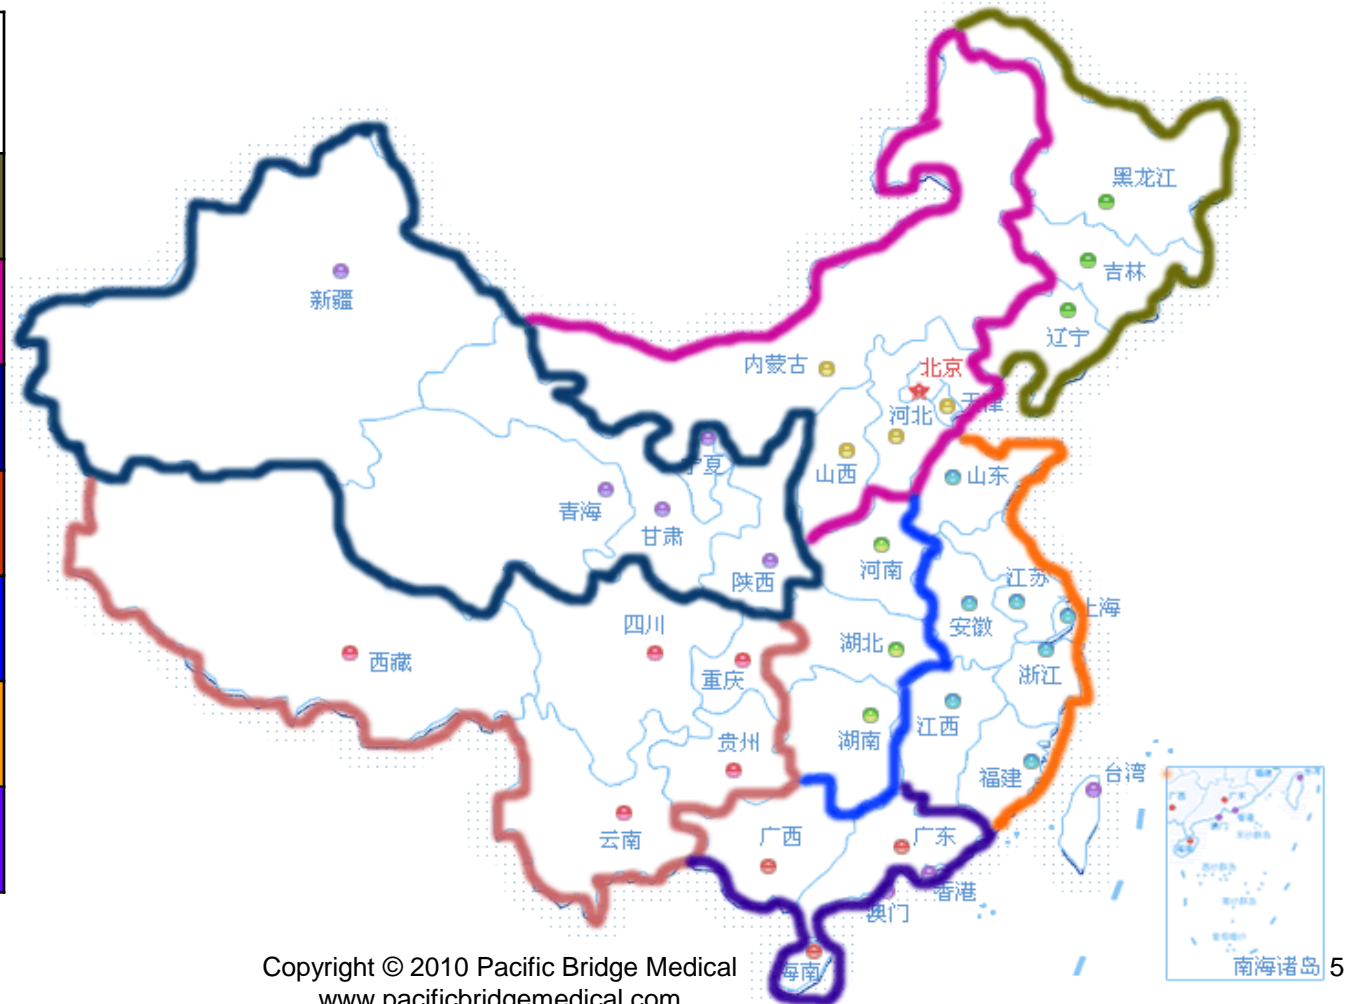 黑龙江
吉林
辽宁
新疆
内蒙古
北京
天津
河北
山西
山东
宁夏
青海
甘肃
陕西
河南
江苏
上海
安徽
四川
湖北
浙江
西藏
重庆
江西
湖南
贵州
福建
台湾
云南
广西
广东
香港
澳门
海南
南海诸岛
5
Copyright © 2010 Pacific Bridge Medical
www.pacificbridgemedical.com